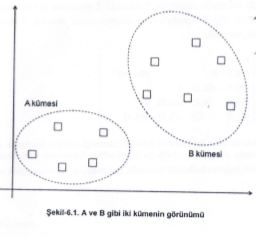 A kümesi
B kümesi
Şekil-6.1. A ve B gibi iki kümenin görünümü